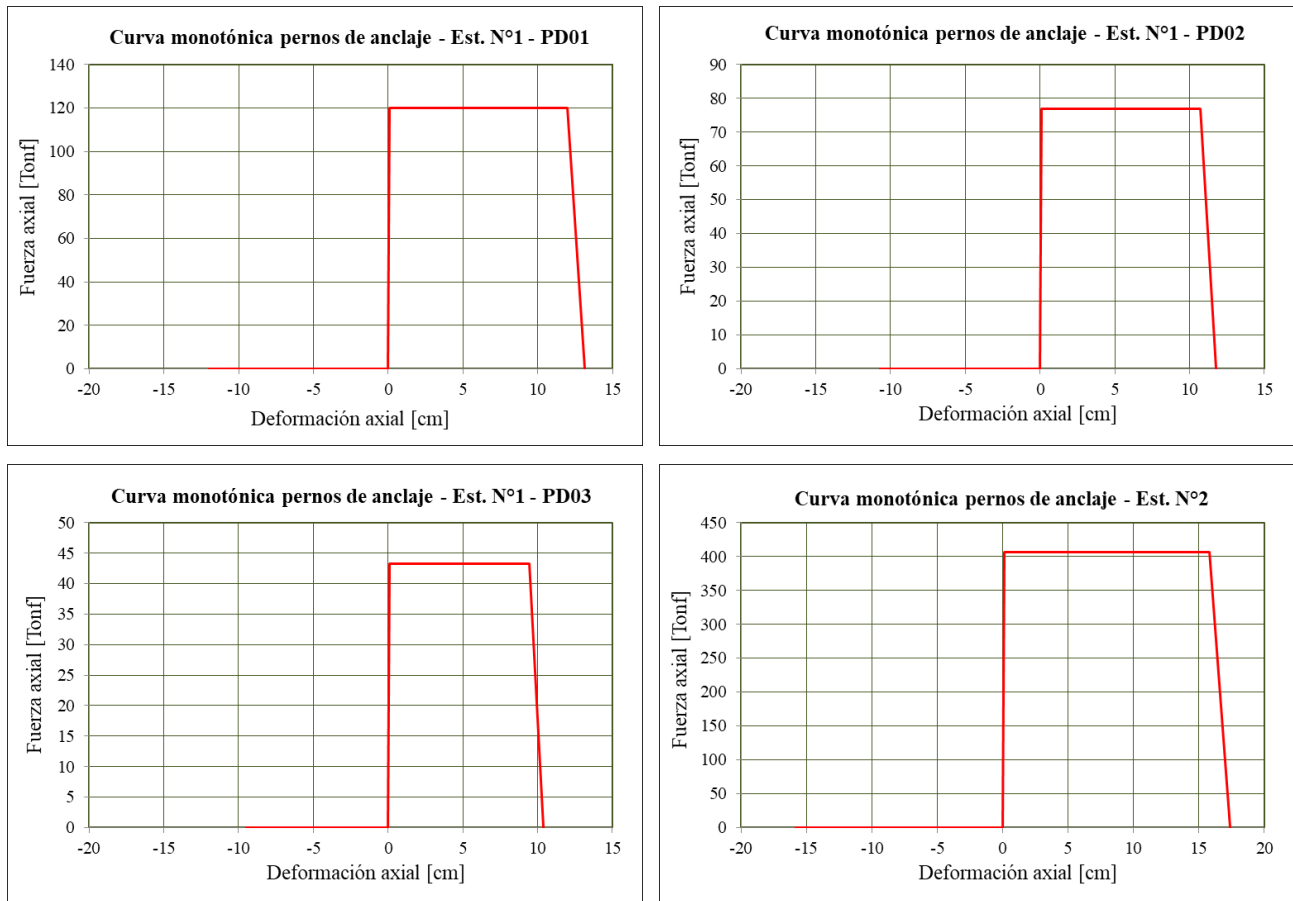 Curva monotónica pernos de anclaje - Est. N°1 - PD01
140
120
100
80
60
40
20
0
Fuerza axial [Tonf]
-20 -15 -10 -5 0 5 10 15
Deformación axial [cm]
Curva monotónica pernos de anclaje - Est. N°1 - PD02
90
80
70
60
50
40
30
20
10
0
Fuerza axial [Tonf]
-20 -15 -10 -5 0 5 10 15
Deformación axial [cm]
Curva monotónica pernos de anclaje - Est. N°1 - PD03
50
45
40
35
30
25
20
15
10
5
0
Fuerza axial [Tonf]
-20 -15 -10 -5 0 5 10 15
Deformación axial [cm]
Curva monotónica pernos de anclaje - Est. N°2
450
400
350
300
250
200
150
100
50
0
Fuerza axial [Tonf]
-20 -15 -10 -5 0 5 10 15 20
Deformación axial [cm]